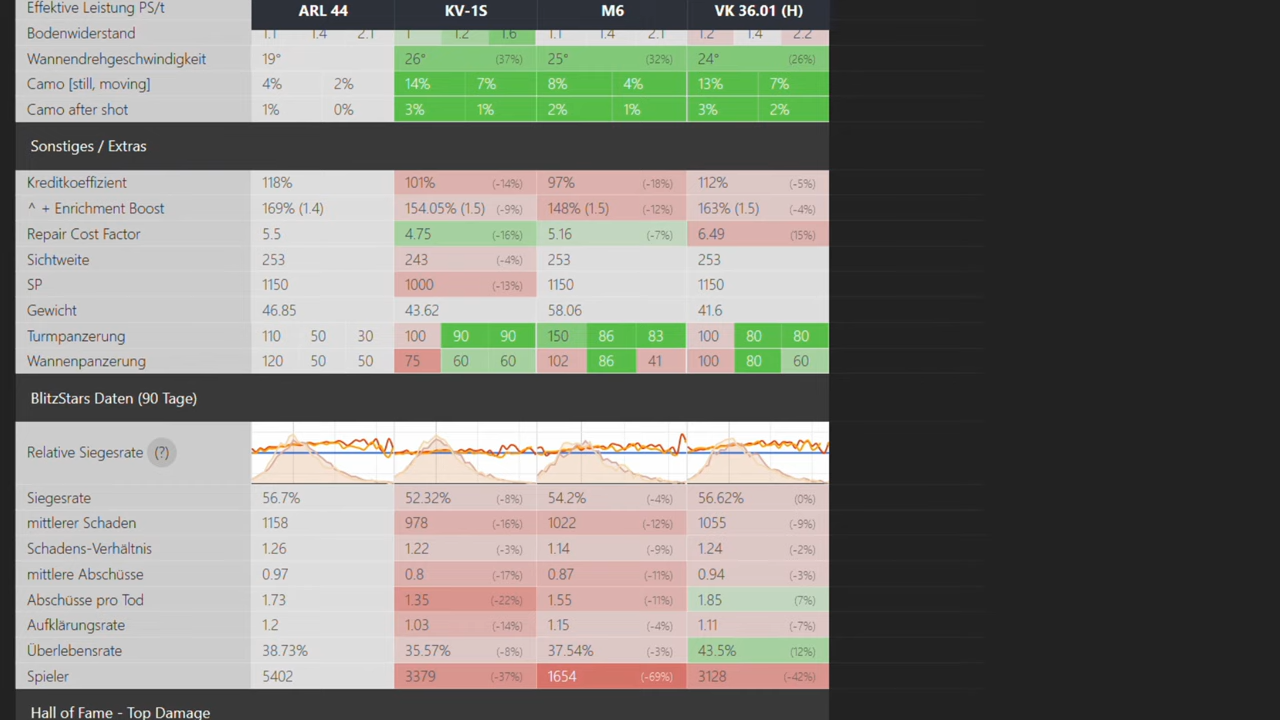 Effektive Leistung PS/t ARL 44 KV-1S M6 VK 36.01 (H)
Bodenwiderstand 1.1 1.4 2.1 1 1.2 1.6 1.1 1.4 2.1 1.2 1.4 2.2
Wannendrehgeschwindigkeit 19° 26° (37%) 25° (32%) 24° (26%)
Camo [still, moving] 4% 2% 14% 7% 8% 4% 13% 7%
Camo after shot 1% 0% 3% 1% 2% 1% 3% 2%
Sonstiges / Extras
Kreditkoeffizient 118% 101% (-14%) 97% (-18%) 112% (-5%)
^ + Enrichment Boost 169% (1.4) 154.05% (1.5) (-9%) 148% (1.5) (-12%) 163% (1.5) (-4%)
Repair Cost Factor 5.5 4.75 (-16%) 5.16 (-7%) 6.49 (15%)
Sichtweite 253 243 (-4%) 253 253
SP 1150 1000 (-13%) 1150 1150
Gewicht 46.85 43.62 58.06 41.6
Turmpanzerung 110 50 30 100 90 90 150 86 83 100 80 80
Wannenpanzerung 120 50 50 75 60 60 102 86 41 100 80 60
BlitzStars Daten (90 Tage)
Relative Siegesrate (?)
Siegesrate 56.7% 52.32% (-8%) 54.2% (-4%) 56.62% (0%)
mittlerer Schaden 1158 978 (-16%) 1022 (-12%) 1055 (-9%)
Schadens-Verhältnis 1.26 1.22 (-3%) 1.14 (-9%) 1.24 (-2%)
mittlere Abschüsse 0.97 0.8 (-17%) 0.87 (-11%) 0.94 (-3%)
Abschüsse pro Tod 1.73 1.35 (-22%) 1.55 (-11%) 1.85 (7%)
Aufklärungsrate 1.2 1.03 (-14%) 1.15 (-4%) 1.11 (-7%)
Überlebensrate 38.73% 35.57% (-8%) 37.54% (-3%) 43.5% (12%)
Spieler 5402 3379 (-37%) 1654 (-69%) 3128 (-42%)
Hall of Fame - Top Damage